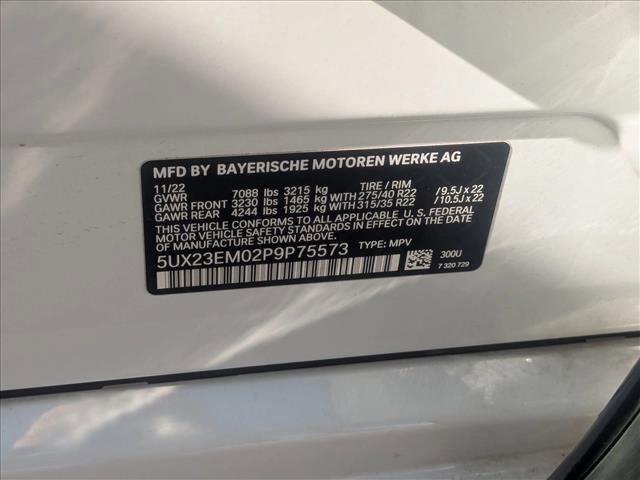 MFD BY BAYERISCHE MOTOREN WERKE AG
11/22
GVWR 7088 lbs 3215 kg TIRE / RIM
GAWR FRONT 3230 lbs 1465 kg WITH 275/40 R22 /9.5J x 22
GAWR REAR 4244 lbs 1925 kg WITH 315/35 R22 /10.5J x 22
THIS VEHICLE CONFORMS TO ALL APPLICABLE U.S. FEDERAL
MOTOR VEHICLE SAFETY STANDARDS IN EFFECT ON THE DATE
OF MANUFACTURE SHOWN ABOVE.
5UX23EM02P9P75573 TYPE: MPV
300U
7 320 729